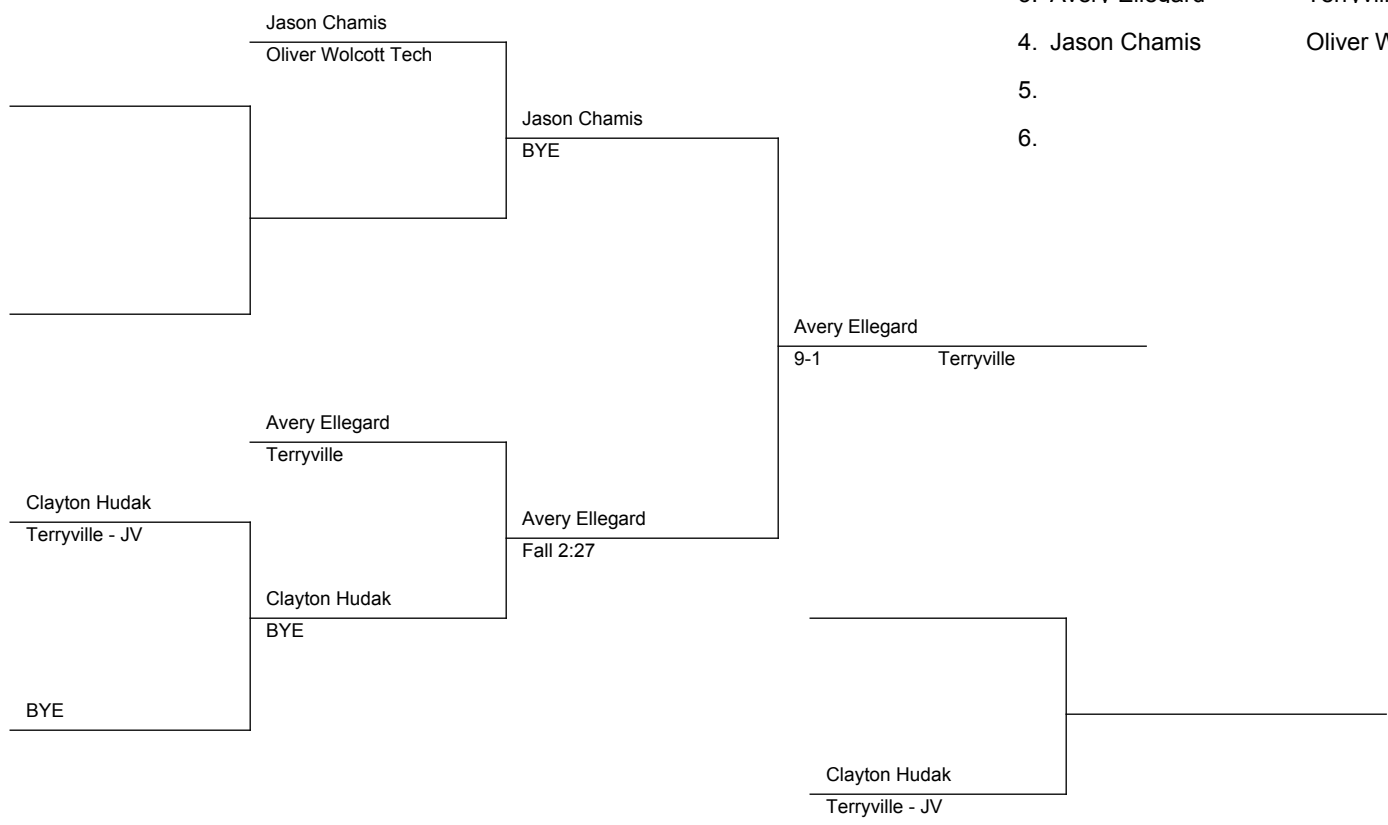 Jason Chamis
Oliver Wolcott Tech
4. Jason Chamis Oliver
5.
Jason Chamis
BYE
6.
Avery Ellegard
9-1 Terryville
Avery Ellegard
Terryville
Clayton Hudak
Terryville - JV
Avery Ellegard
Fall 2:27
Clayton Hudak
BYE
BYE
Clayton Hudak
Terryville - JV